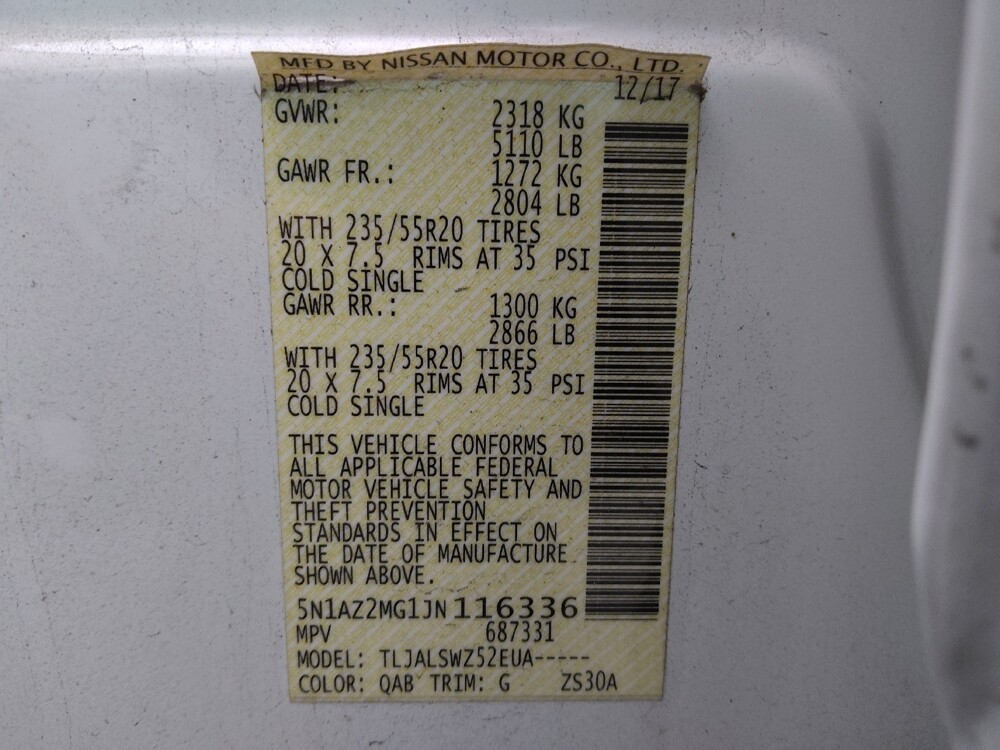 MFD BY NISSAN MOTOR CO., LTD.
DATE: 12/17
GVWR: 2318 KG
5110 LB
GAWR FR.: 1272 KG
2804 LB
WITH 235/55R20 TIRES
20 X 7.5 RIMS AT 35 PSI
COLD SINGLE
GAWR RR.: 1300 KG
2866 LB
WITH 235/55R20 TIRES
20 X 7.5 RIMS AT 35 PSI
COLD SINGLE
THIS VEHICLE CONFORMS TO
ALL APPLICABLE FEDERAL
MOTOR VEHICLE SAFETY AND
THEFT PREVENTION
STANDARDS IN EFFECT ON
THE DATE OF MANUFACTURE
SHOWN ABOVE.
5N1AZ2MG1JN116336
MPV 687331
MODEL: TLJALSWZ52EUA-----
COLOR: QAB TRIM: G ZS30A